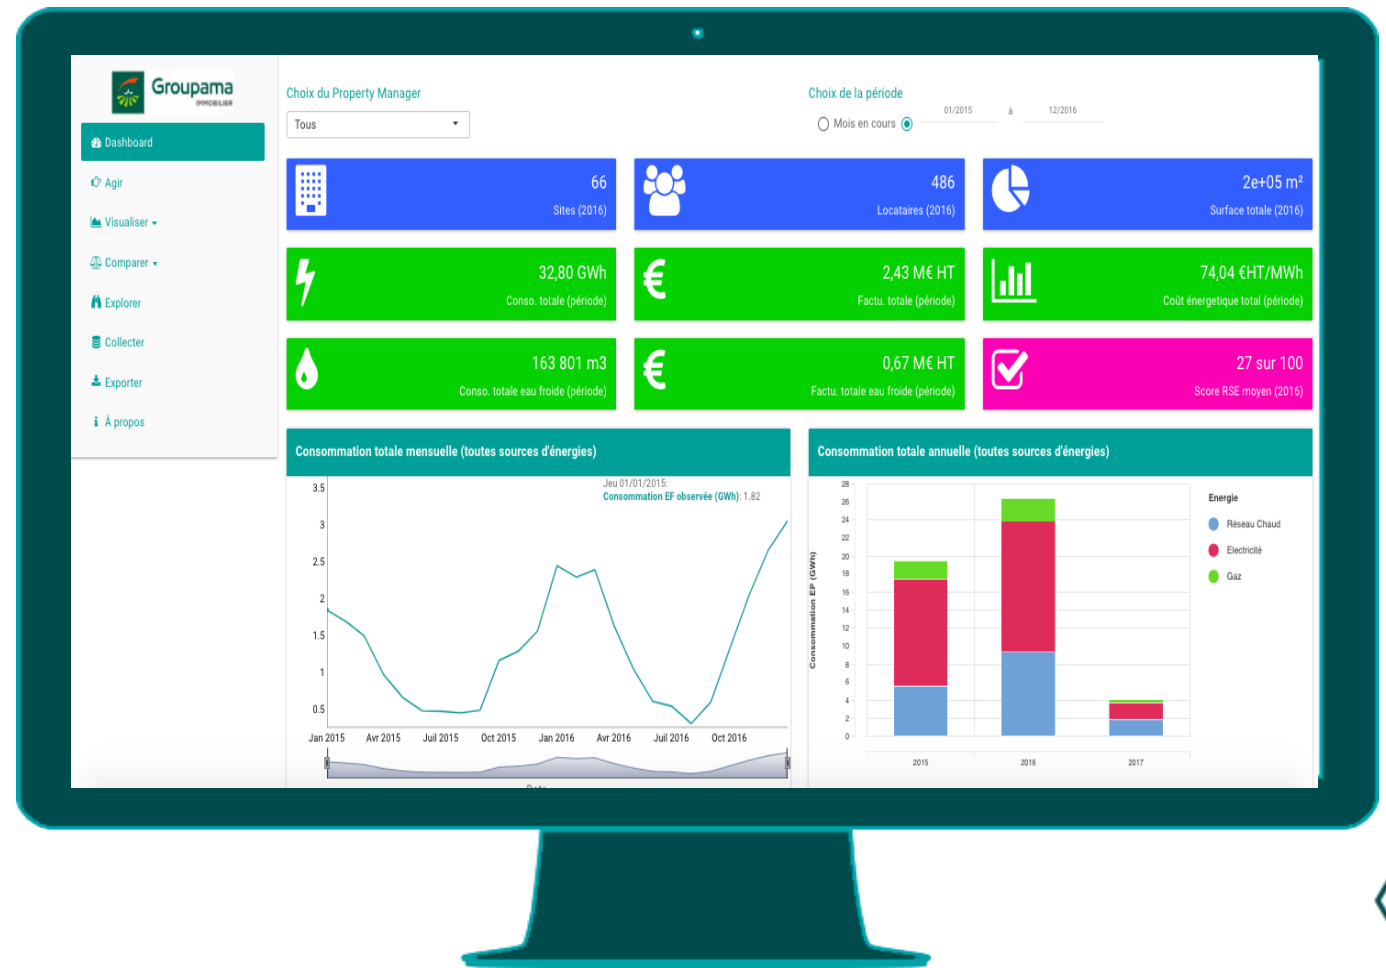 Groupama
IMMOBILIER
Dashboard
Agir
Visualiser
Comparer
Explorer
Collecter
Exporter
À propos
Choix du Property Manager
Tous
Choix de la période
Mois en cours
01/2015 à 12/2016
66
Sites (2016)
486
Locataires (2016)
2e+05 m²
Surface totale (2016)
32,80 GWh
Conso. totale (période)
2,43 M€ HT
Factu. totale (période)
74,04 €HT/MWh
Coût énergetique total (période)
163 801 m3
Conso. totale eau froide (période)
0,67 M€ HT
Factu. totale eau froide (période)
27 sur 100
Score RSE moyen (2016)
Consommation totale mensuelle (toutes sources d'énergies)
Jeu 01/01/2015:
Consommation EF observée (GWh): 1.82
3.5
3
2.5
2
1.5
1
0.5
Jan 2015 Avr 2015 Juil 2015 Oct 2015 Jan 2016 Avr 2016 Juil 2016 Oct 2016
Consommation totale annuelle (toutes sources d'énergies)
Consommation EP (GWh)
28
26
24
22
20
18
16
14
12
10
8
6
4
2
0
2015 2016 2017
Energie
Réseau Chaud
Electricité
Gaz